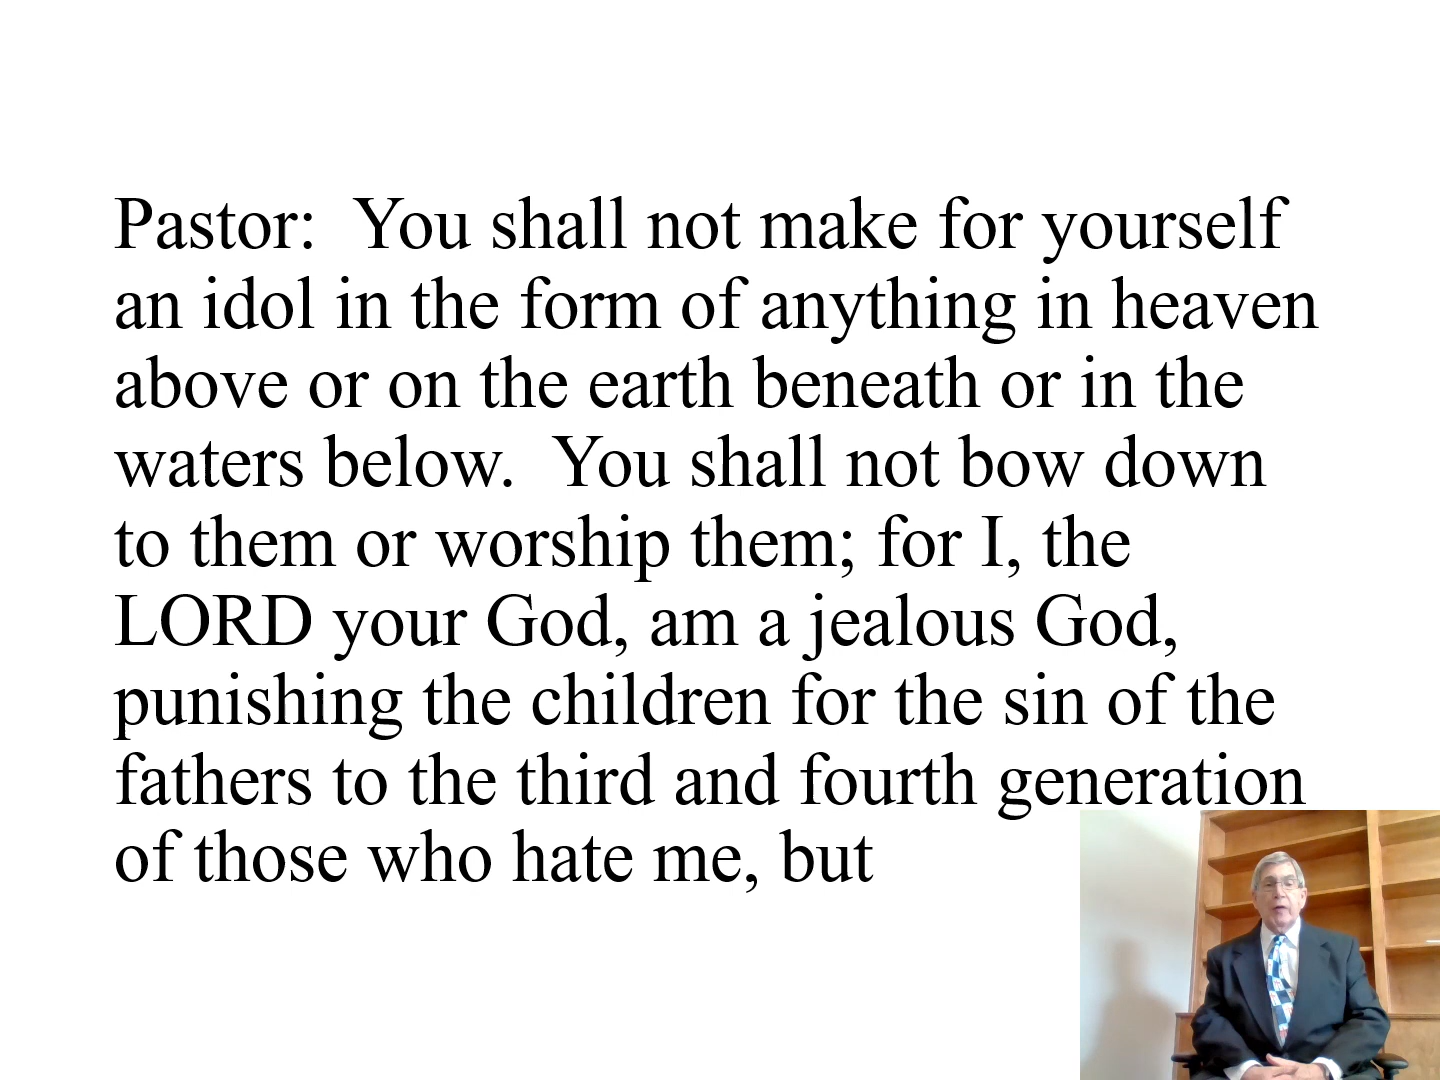 Pastor:  You shall not make for yourself
an idol in the form of anything in heaven
above or on the earth beneath or in the
waters below.  You shall not bow down
to them or worship them; for I, the
LORD your God, am a jealous God,
punishing the children for the sin of the
fathers to the third and fourth generation
of those who hate me, but